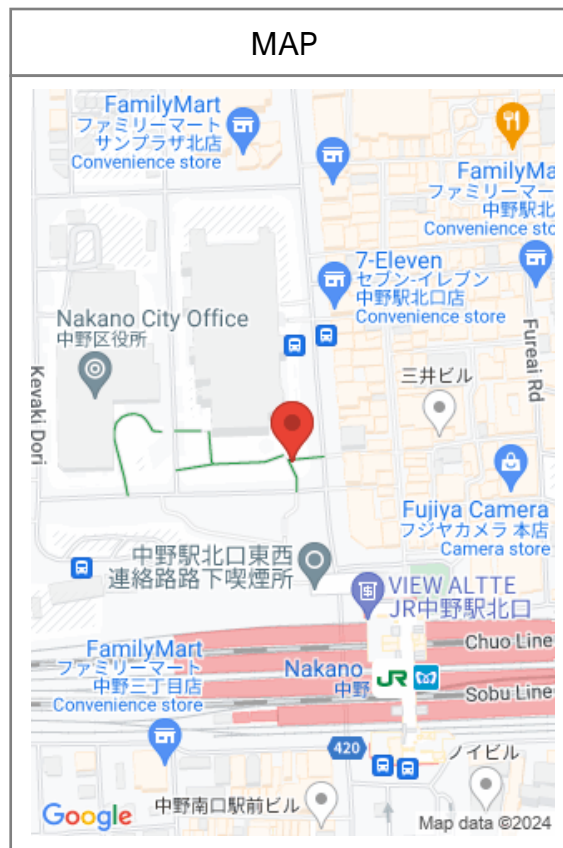 MAP
FamilyMart
ファミリーマート
サンプラザ北店
Convenience store
FamilyMa
ファミリーマー
中野駅北
Convenience sto
7-Eleven
セブン-イレブン
中野駅北口店
Convenience store
Nakano City Office
中野区役所
Kevaki Dori
Fureai Rd
三井ビル
Fujiya Camera
フジヤカメラ 本店
Camera store
中野駅北口東西
連絡路路下喫煙所
VIEW ALTTE
JR中野駅北口
FamilyMart
ファミリーマート
中野三丁目店
Convenience store
Nakano
中野
JR
Chuo Line
Sobu Line
420
ノイビル
中野南口駅前ビル
Google
Map data ©2024